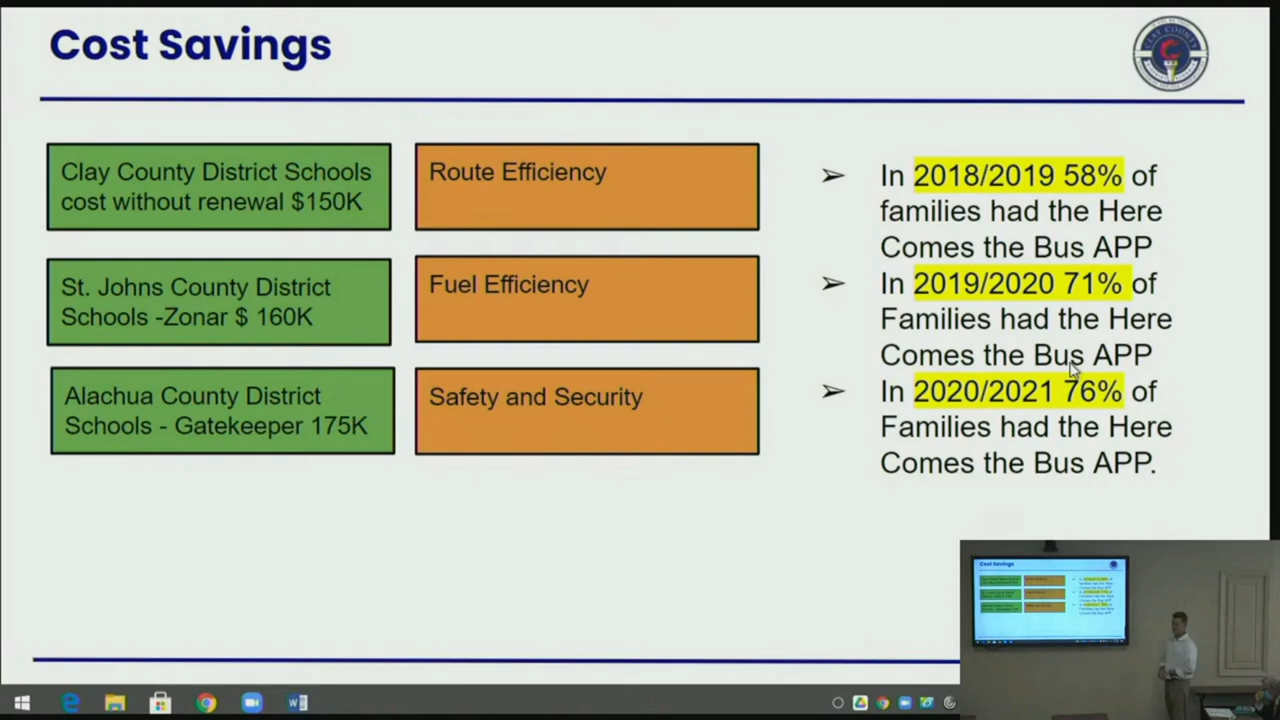 Cost Savings
Clay County District Schools
cost without renewal $150K
Route Efficiency
St. Johns County District
Schools -Zonar $ 160K
Fuel Efficiency
Alachua County District
Schools - Gatekeeper 175K
Safety and Security
➢ In 2018/2019 58% of
families had the Here
Comes the Bus APP
➢ In 2019/2020 71% of
Families had the Here
Comes the Bus APP
➢ In 2020/2021 76% of
Families had the Here
Comes the Bus APP.
Cost Savings